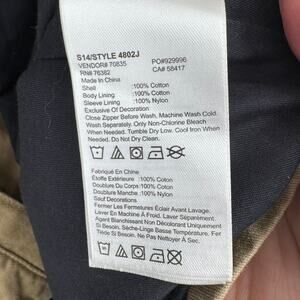 S14/STYLE 4802J
VENDOR# 70835 PO#929996
RN# 76382 CA# 58417
Made In China
Shell :100% Cotton
Body Lining :100% Cotton
Sleeve Lining :100% Nylon
Exclusive Of Decoration
Close Zipper Before Wash, Machine Wash Cold.
Wash Separately. Only Non-Chlorine Bleach
When Needed. Tumble Dry Low. Cool Iron When
Needed. Do Not Dry Clean.
Fabriqué En Chine
Étoffe Extérieure :100% Coton
Doublure Du Corps :100% Coton
Doublure De Manche :100% Nylon
Sauf Decorations
Fermer Les Fermetures Éclair Avant Lavage.
Laver En Machine À Froid. Laver Séparément.
Agent Blanchiment Non Décolorant Uniquement
Si Besoin. Sèche-Linge Basse Température. Fer
Tiède Si Besoin. Ne Pas Nettoyer À Sec.